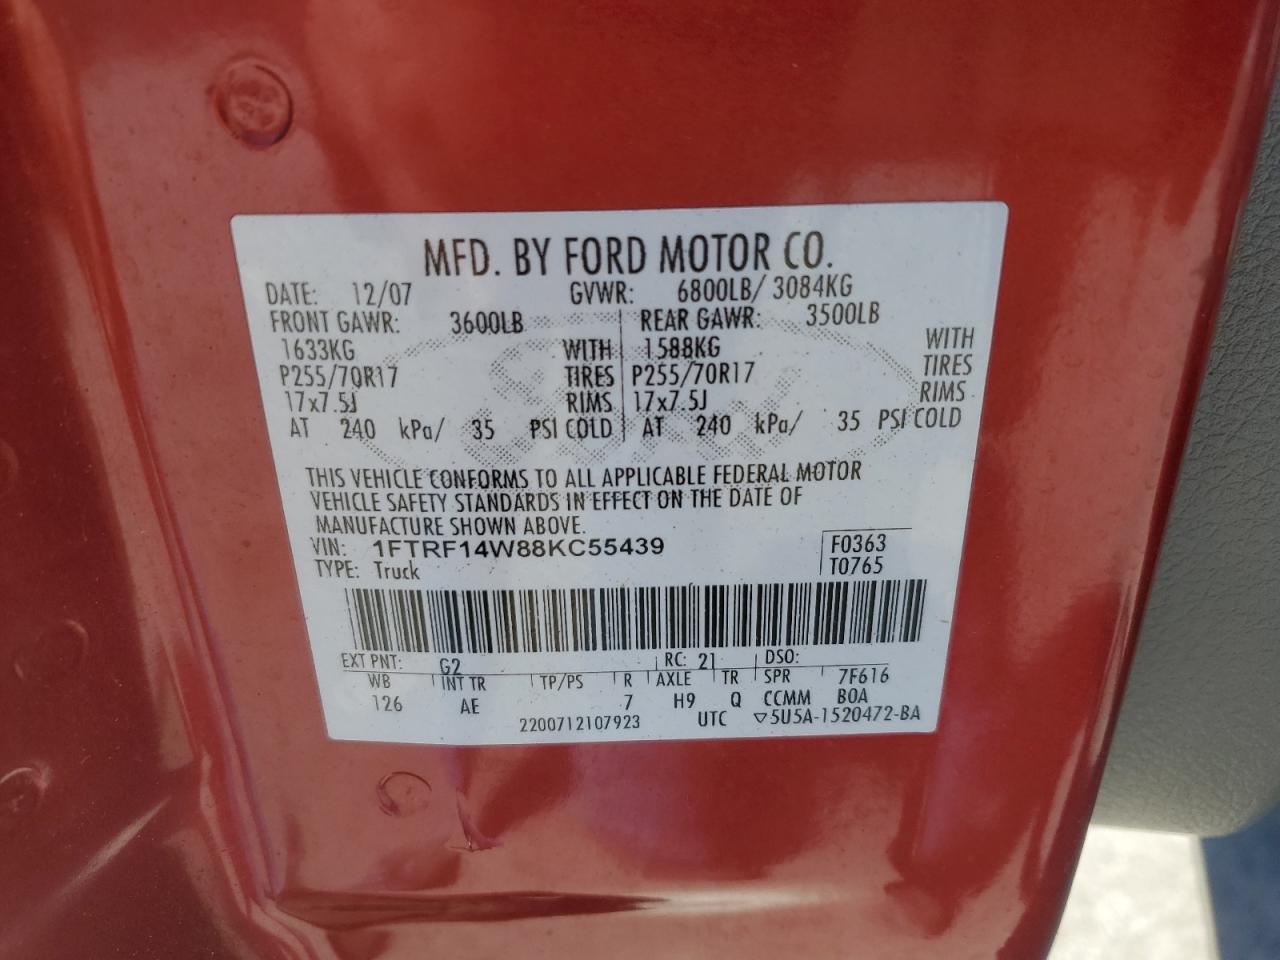 MFD. BY FORD MOTOR CO.
DATE: 12/07 GVWR: 6800LB/ 3084KG
FRONT GAWR: 3600LB REAR GAWR: 3500LB
1633KG WITH 1588KG WITH
P255/70R17 TIRES P255/70R17 TIRES
17x7.5J RIMS 17x7.5J RIMS
AT 240 kPa/ 35 PSI COLD AT 240 kPa/ 35 PSI COLD
THIS VEHICLE CONFORMS TO ALL APPLICABLE FEDERAL MOTOR
VEHICLE SAFETY STANDARDS IN EFFECT ON THE DATE OF
MANUFACTURE SHOWN ABOVE.
VIN: 1FTRF14W88KC55439 F0363
TYPE: Truck T0765
EXT PNT: G2 RC: 21 DSO:
WB INT TR TP/PS R AXLE TR SPR 7F616
126 AE 7 H9 Q CCMM B0A
2200712107923 UTC ▽5U5A-1520472-BA